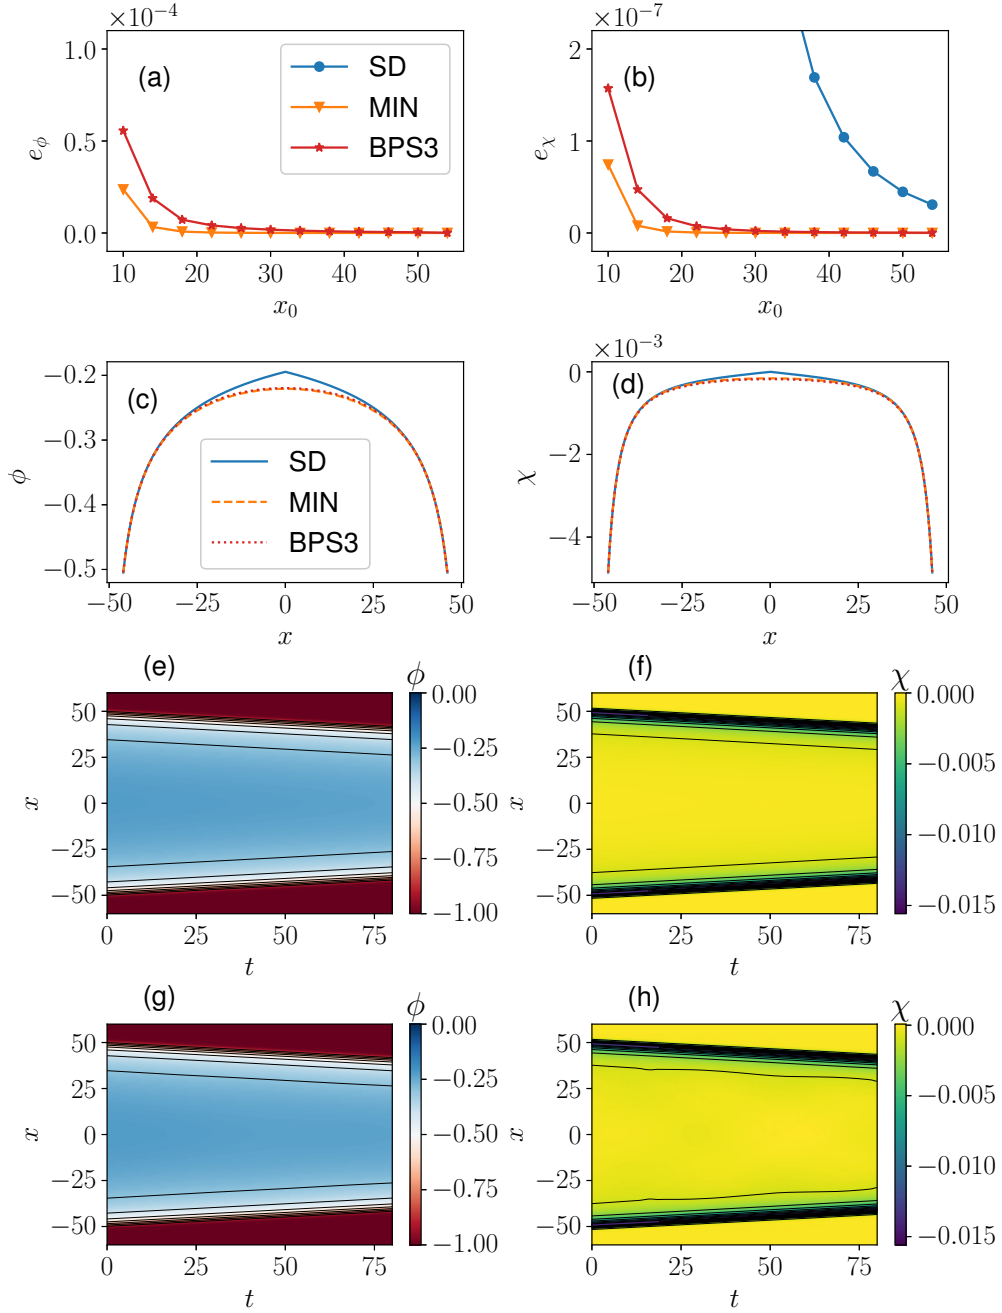 ×10⁻⁴
(a)
SD
MIN
BPS3
1.0
0.5
0.0
e_ϕ
10 20 30 40 50
x₀
×10⁻⁷
(b)
2
1
0
e_χ
10 20 30 40 50
x₀
(c)
SD
MIN
BPS3
−0.2
−0.3
−0.4
−0.5
ϕ
−50 −25 0 25 50
x
×10⁻³
(d)
0
−2
−4
χ
−50 −25 0 25 50
x
(e)
ϕ
50
25
0
−25
−50
x
0 25 50 75
t
0.00
−0.25
−0.50
−0.75
−1.00
(f)
χ
50
25
0
−25
−50
x
0 25 50 75
t
0.000
−0.005
−0.010
−0.015
(g)
ϕ
50
25
0
−25
−50
x
0 25 50 75
t
0.00
−0.25
−0.50
−0.75
−1.00
(h)
χ
50
25
0
−25
−50
x
0 25 50 75
t
0.000
−0.005
−0.010
−0.015